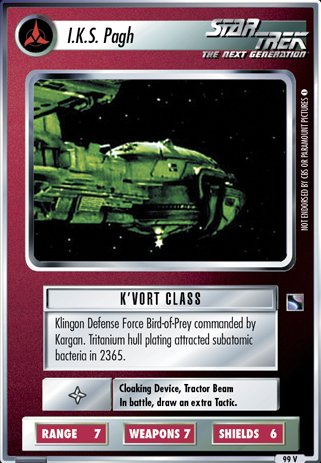 I.K.S. Pagh
STAR TREK
THE NEXT GENERATION
NOT ENDORSED BY CBS OR PARAMOUNT PICTURES
K'VORT CLASS
Klingon Defense Force Bird-of-Prey commanded by
Kargan. Tritanium hull plating attracted subatomic
bacteria in 2365.
Cloaking Device, Tractor Beam
In battle, draw an extra Tactic.
RANGE 7 WEAPONS 7 SHIELDS 6
99 V